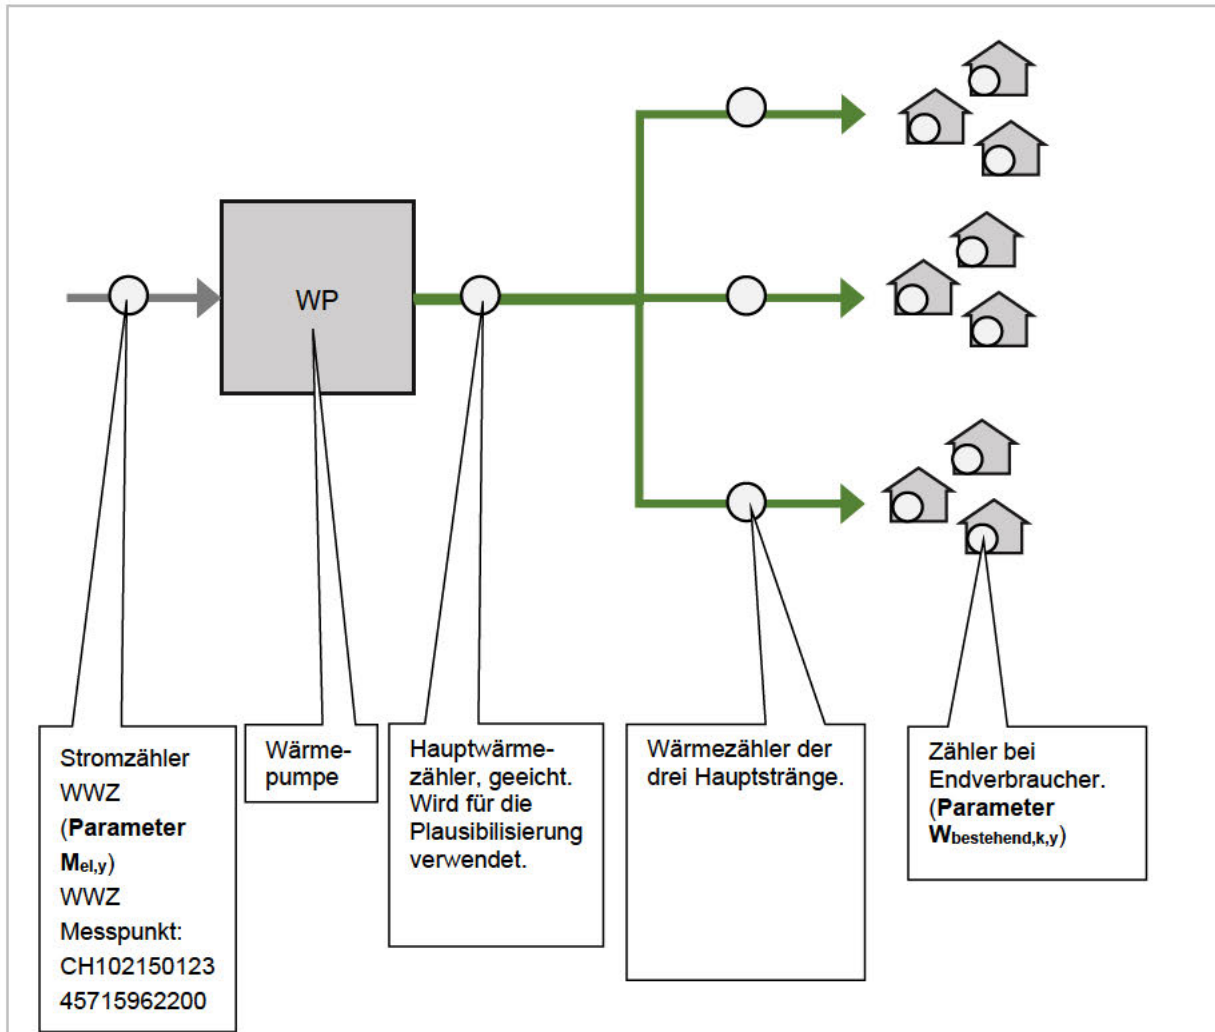 WP
Stromzähler
WWZ
(Parameter
Mel,y)
WWZ
Messpunkt:
CH102150123
45715962200
Wärme-
pumpe
Hauptwärme-
zähler, geeicht.
Wird für die
Plausibilisierung
verwendet.
Wärmezähler der
drei Hauptstränge.
Zähler bei
Endverbraucher.
(Parameter
Wbestehend,k,y)